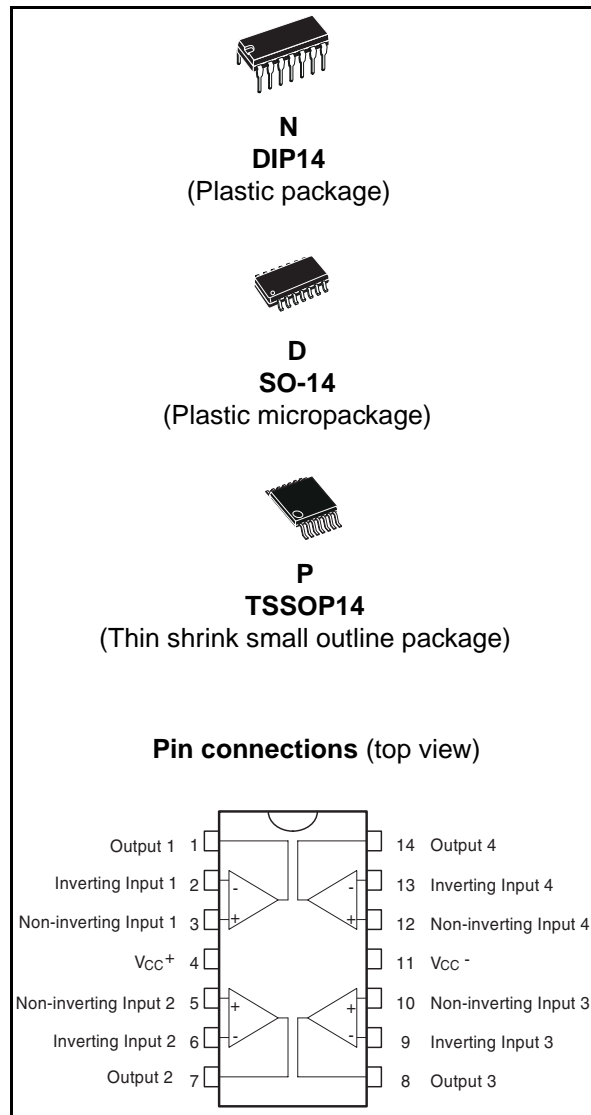 N
DIP14
(Plastic package)
D
SO-14
(Plastic micropackage)
P
TSSOP14
(Thin shrink small outline package)
Pin connections (top view)
Output 1 1 14 Output 4
Inverting Input 1 2 - - 13 Inverting Input 4
Non-inverting Input 1 3 + + 12 Non-inverting Input 4
VCC+ 4 11 VCC -
Non-inverting Input 2 5 + + 10 Non-inverting Input 3
Inverting Input 2 6 - - 9 Inverting Input 3
Output 2 7 8 Output 3